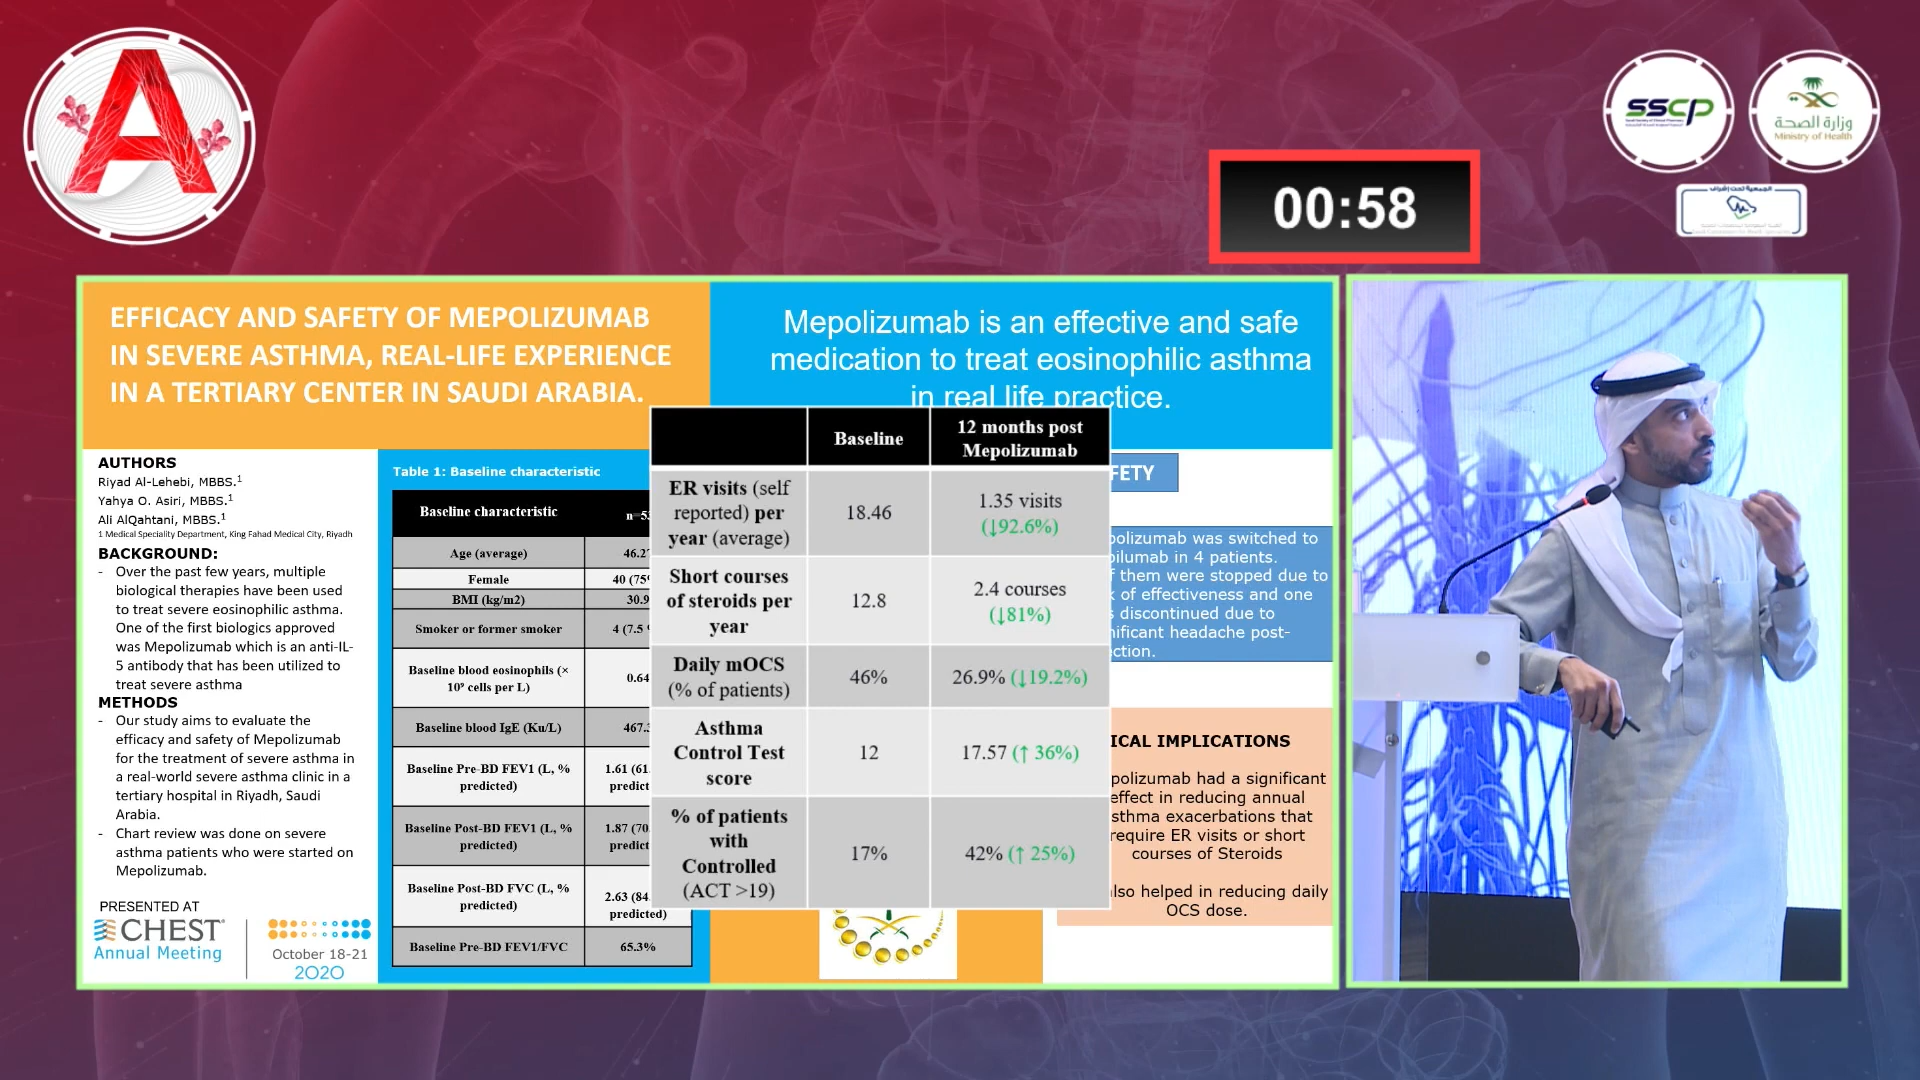 A
sscp
وزارة الصحة
Ministry of Health
الجمعية تحت إشراف
00:58
EFFICACY AND SAFETY OF MEPOLIZUMAB
IN SEVERE ASTHMA, REAL-LIFE EXPERIENCE
IN A TERTIARY CENTER IN SAUDI ARABIA.
Mepolizumab is an effective and safe
medication to treat eosinophilic asthma
in real life practice.
AUTHORS
Riyad Al-Lehebi, MBBS.1
Yahya O. Asiri, MBBS.1
Ali AlQahtani, MBBS.1
1 Medical Speciality Department, King Fahad Medical City, Riyadh
BACKGROUND:
- Over the past few years, multiple
biological therapies have been used
to treat severe eosinophilic asthma.
One of the first biologics approved
was Mepolizumab which is an anti-IL-
5 antibody that has been utilized to
treat severe asthma
METHODS
- Our study aims to evaluate the
efficacy and safety of Mepolizumab
for the treatment of severe asthma in
a real-world severe asthma clinic in a
tertiary hospital in Riyadh, Saudi
Arabia.
- Chart review was done on severe
asthma patients who were started on
Mepolizumab.
PRESENTED AT
CHEST
Annual Meeting
October 18-21
2020
Table 1: Baseline characteristic
Baseline characteristic n=53
Age (average) 46.2
Female 40 (75
BMI (kg/m2) 30.9
Smoker or former smoker 4 (7.5
Baseline blood eosinophils (×
10⁹ cells per L) 0.64
Baseline blood IgE (Ku/L) 467.
Baseline Pre-BD FEV1 (L, %
predicted) 1.61 (61.
predict
Baseline Post-BD FEV1 (L, %
predicted) 1.87 (70.
predict
Baseline Post-BD FVC (L, %
predicted) 2.63 (84.
predicted)
Baseline Pre-BD FEV1/FVC 65.3%
Baseline 12 months post
Mepolizumab
ER visits (self
reported) per
year (average) 18.46 1.35 visits
(↓92.6%)
Short courses
of steroids per
year 12.8 2.4 courses
(↓81%)
Daily mOCS
(% of patients) 46% 26.9% (↓19.2%)
Asthma
Control Test
score 12 17.57 (↑ 36%)
% of patients
with
Controlled
(ACT >19) 17% 42% (↑ 25%)
FETY
polizumab was switched to
pilumab in 4 patients.
f them were stopped due to
k of effectiveness and one
s discontinued due to
nificant headache post-
ction.
ICAL IMPLICATIONS
polizumab had a significant
effect in reducing annual
sthma exacerbations that
require ER visits or short
courses of Steroids
lso helped in reducing daily
OCS dose.